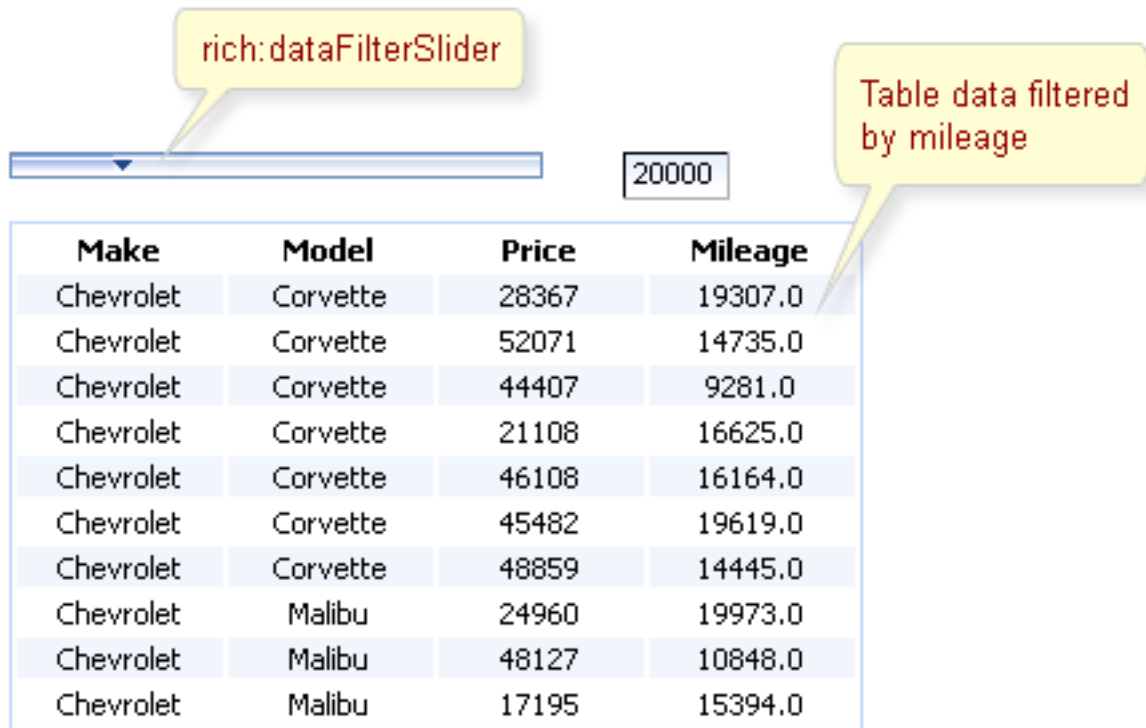 rich:dataFilterSlider
Table data filtered
by mileage
20000
Make Model Price Mileage
Chevrolet Corvette 28367 19307.0
Chevrolet Corvette 52071 14735.0
Chevrolet Corvette 44407 9281.0
Chevrolet Corvette 21108 16625.0
Chevrolet Corvette 46108 16164.0
Chevrolet Corvette 45482 19619.0
Chevrolet Corvette 48859 14445.0
Chevrolet Malibu 24960 19973.0
Chevrolet Malibu 48127 10848.0
Chevrolet Malibu 17195 15394.0